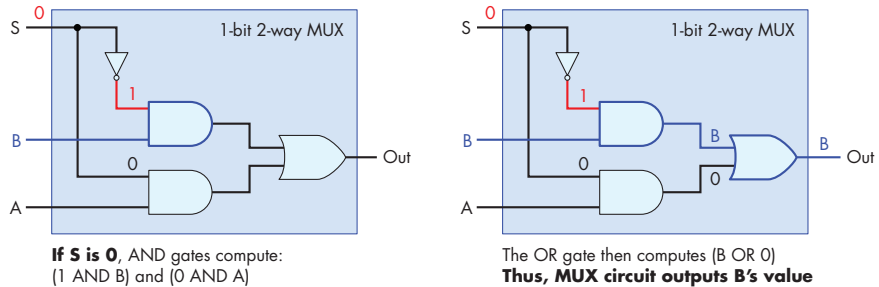 0
S
1-bit 2-way MUX
1
B
0
Out
A
If S is 0, AND gates compute:
(1 AND B) and (0 AND A)
0
S
1-bit 2-way MUX
1
B
B
B
0
Out
0
A
The OR gate then computes (B OR 0)
Thus, MUX circuit outputs B’s value